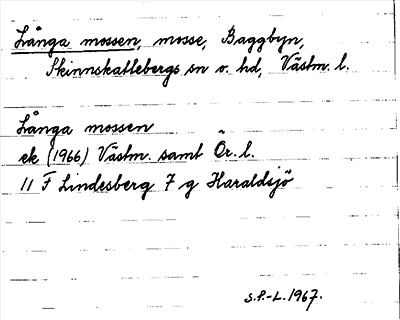 Långa mossen, mosse, Baggbyn,
Skinnskattebergs sn o. hd, Västm. l.
Långa mossen
ek (1966) Västm. samt Ör. l.
11 F Lindesberg 7 g Haraldsjö
S.P.-L. 1967.